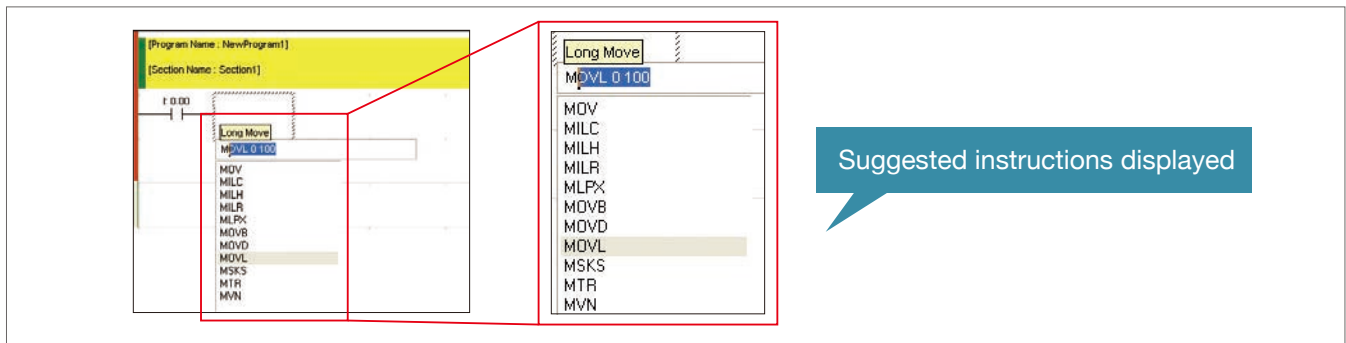 [Program Name : NewProgram1]
[Section Name : Section1]
I: 0.00
Long Move
MOVL 0 100
MOV
MILC
MILH
MILR
MLPX
MOVB
MOVD
MOVL
MSKS
MTR
MVN
Long Move
MOVL 0 100
MOV
MILC
MILH
MILR
MLPX
MOVB
MOVD
MOVL
MSKS
MTR
MVN
Suggested instructions displayed